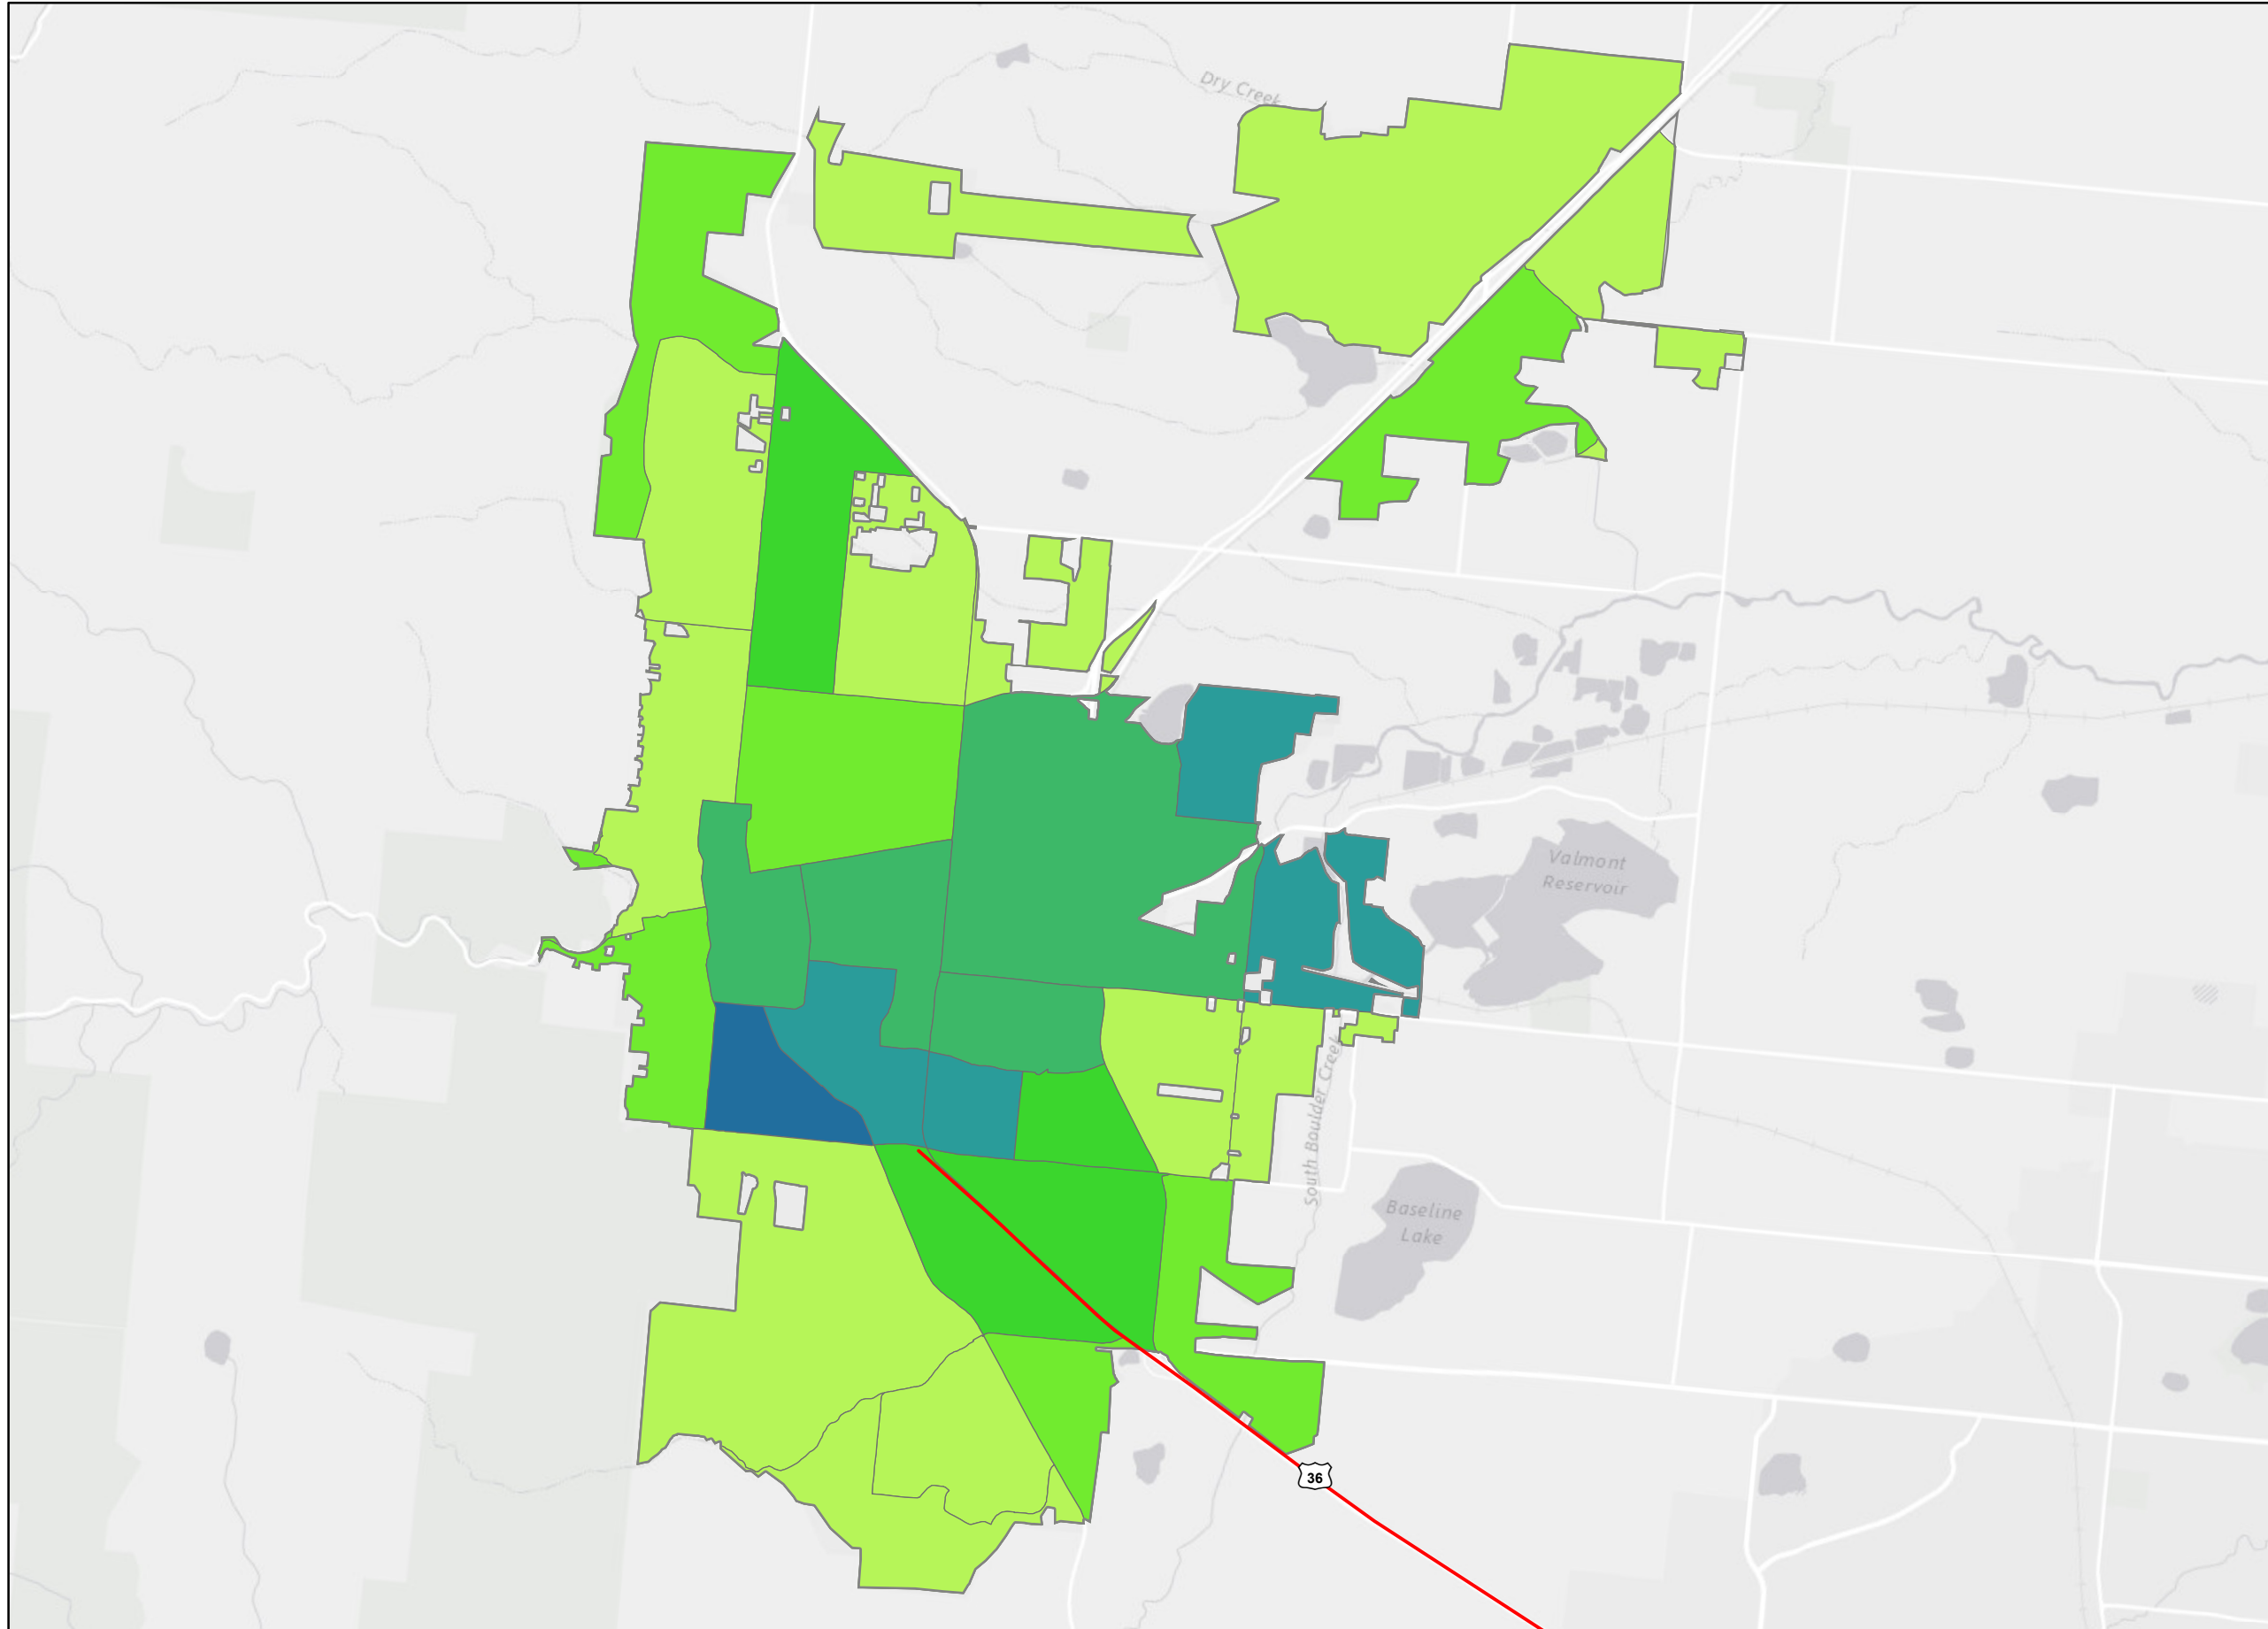 Dry Creek
Valmont
Reservoir
South Boulder Creek
Baseline
Lake
36